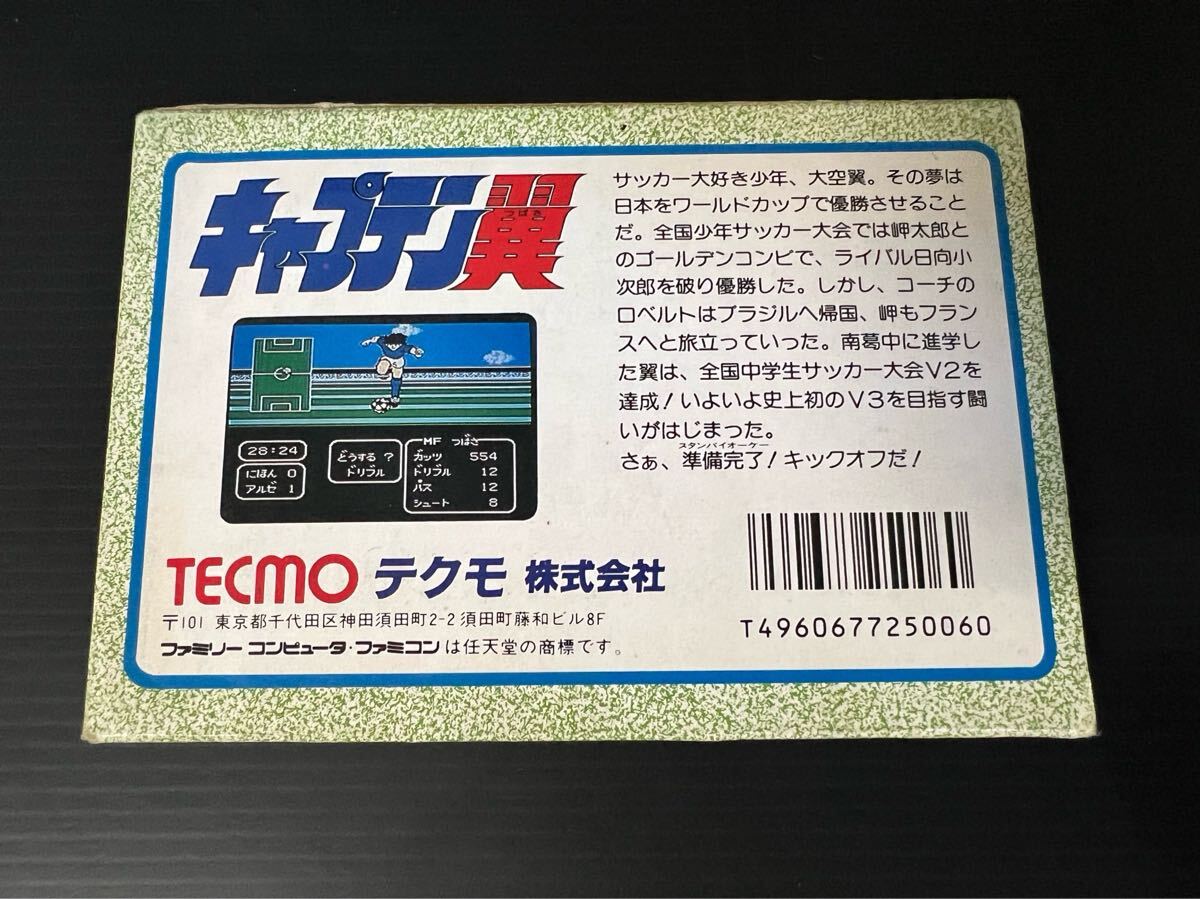 キャプテン翼
つばさ
サッカー大好き少年、大空翼。その夢は
日本をワールドカップで優勝させること
だ。全国少年サッカー大会では岬太郎と
のゴールデンコンビで、ライバル日向小
次郎を破り優勝した。しかし、コーチの
ロベルトはブラジルへ帰国、岬もフラン
スへと旅立っていった。南葛中に進学し
た翼は、全国中学生サッカー大会V2を
達成!いよいよ史上初のV3を目指す闘
いがはじまった。
スタンバイオーケー
さぁ、準備完了!キックオフだ!
28:24
にほん 0
アルゼ 1
どうする?
ドリブル
MF つばさ
ガッツ 554
ドリブル 12
パス 12
シュート 8
TECMO テクモ 株式会社
〒101 東京都千代田区神田須田町2-2 須田町藤和ビル8F
ファミリーコンピュータ・ファミコンは任天堂の商標です。
T4960677250060